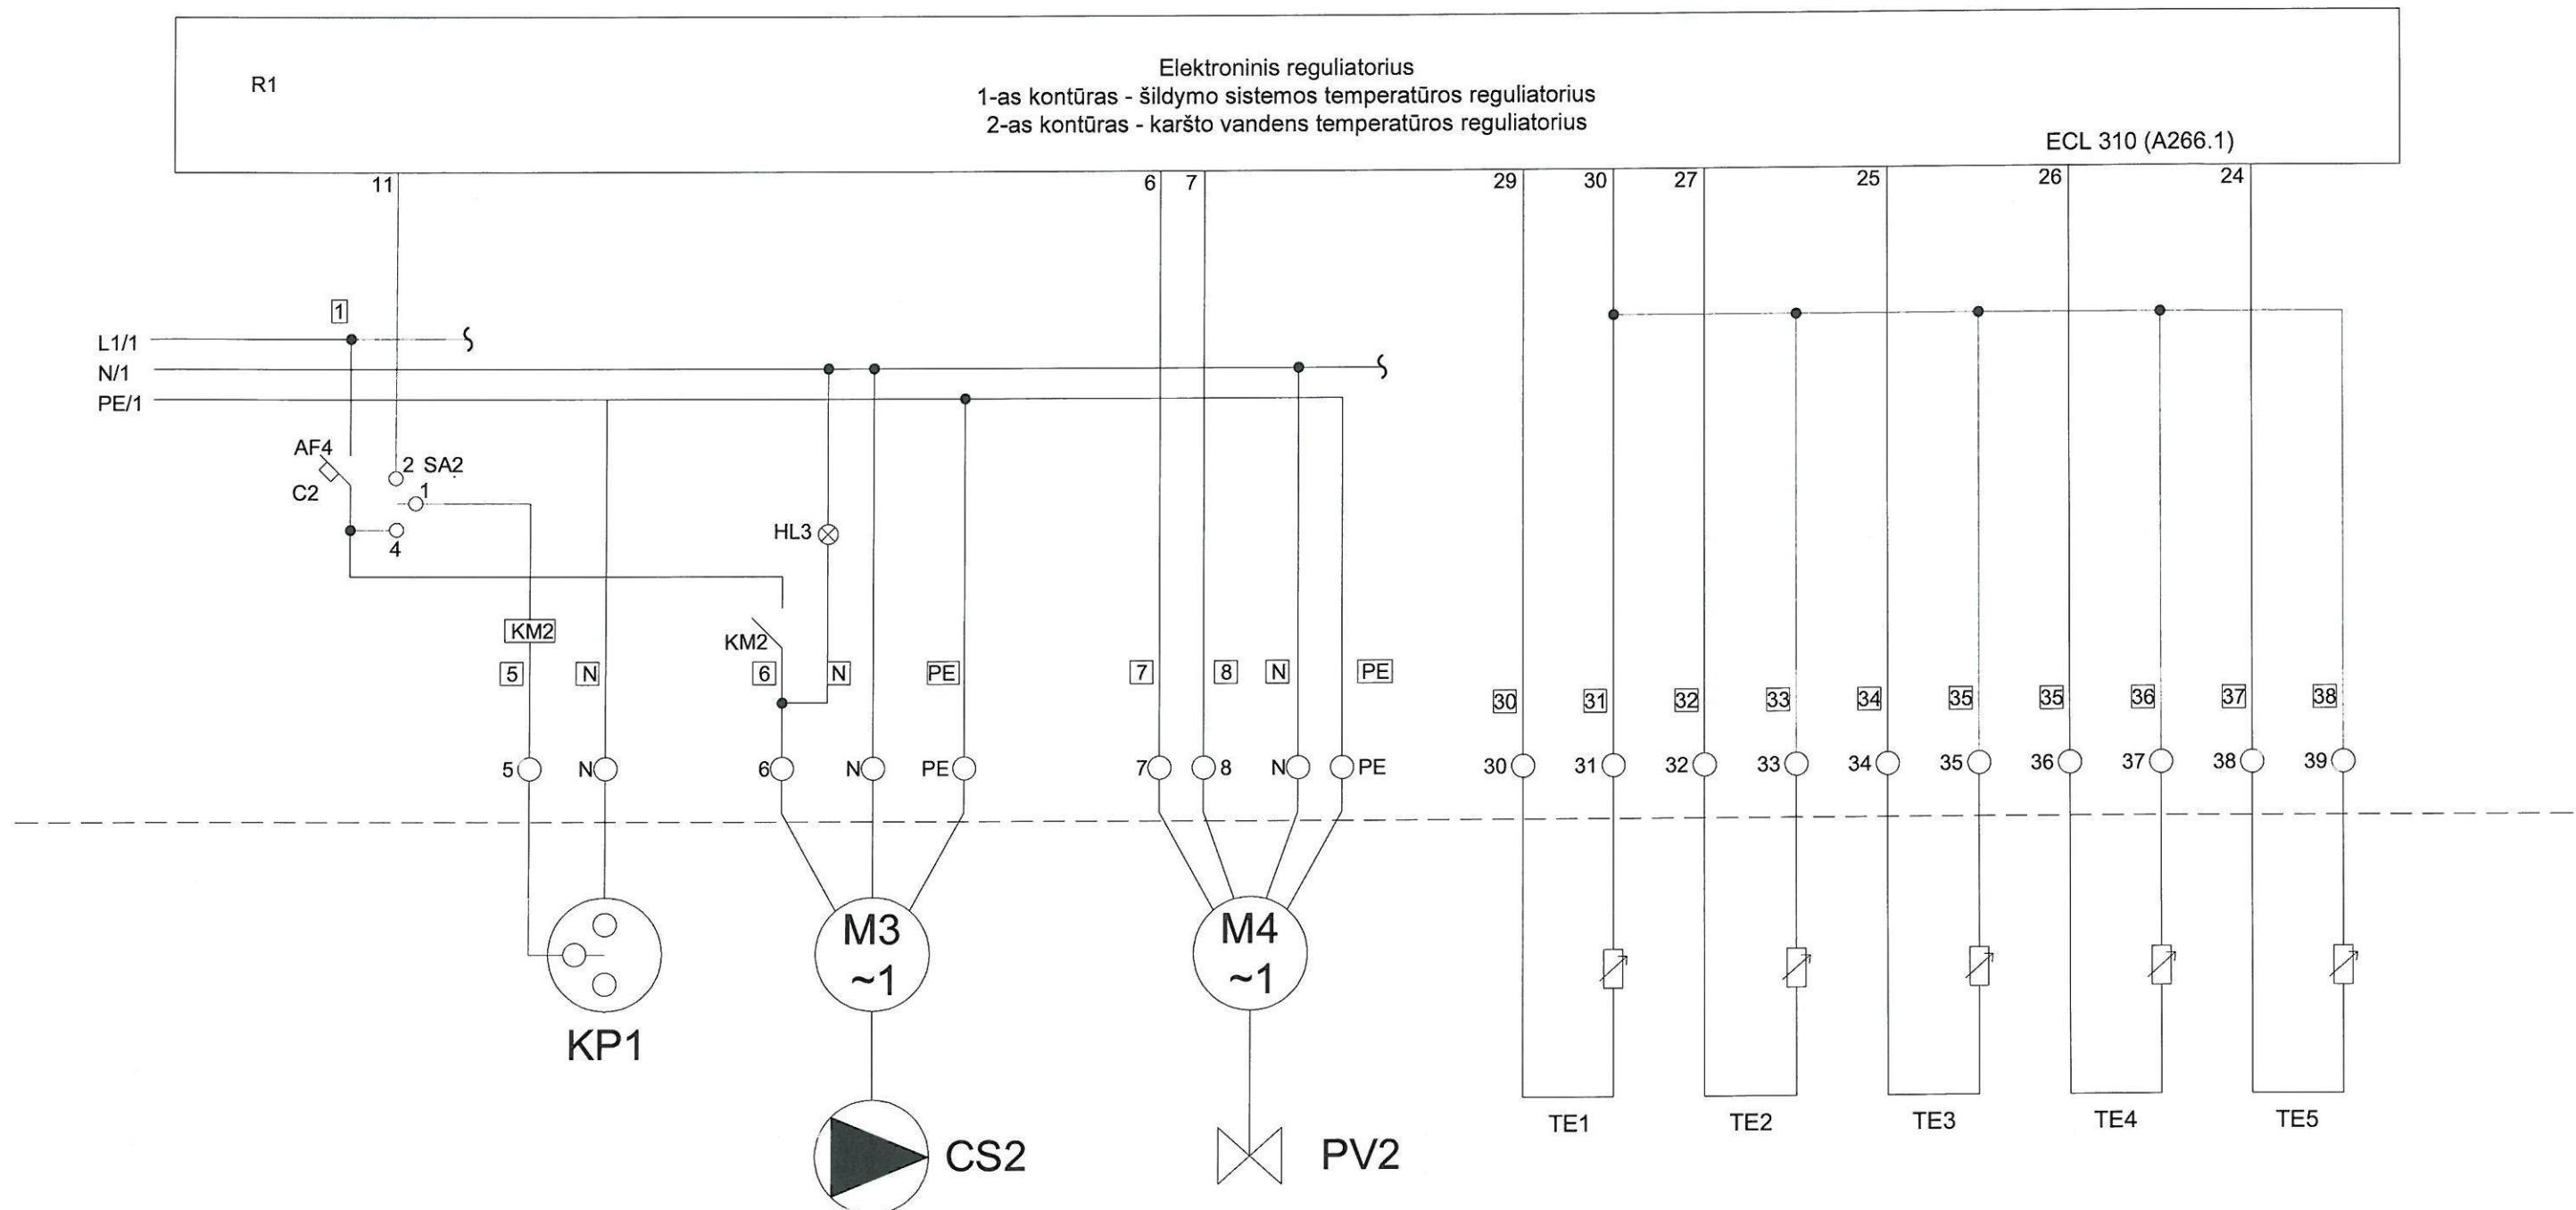 R1
Elektroninis reguliatorius
1-as kontūras - šildymo sistemos temperatūros reguliatorius
2-as kontūras - karšto vandens temperatūros reguliatorius
ECL 310 (A266.1)
11 6 7 29 30 27 25 26 24
1
L1/1
N/1
PE/1
AF4
C2
2 SA2
1
4
HL3
KM2
KM2
5 N 6 N PE 7 8 N PE
30 31 32 33 34 35 35 36 37 38
5 N 6 N PE 7 8 N PE 30 31 32 33 34 35 36 37 38 39
M3
~1
M4
~1
KP1
TE1 TE2 TE3 TE4 TE5
CS2
PV2